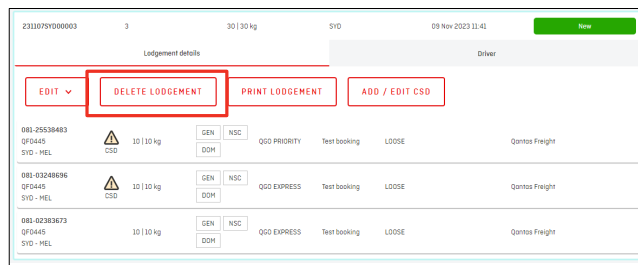 231107SYD00003 3 30 | 30 kg SYD 09 Nov 2023 11:41 New
Lodgement details Driver
EDIT DELETE LODGEMENT PRINT LODGEMENT ADD / EDIT CSD
081-25538483
QF0445
SYD - MEL
CSD
10 | 10 kg
GEN NSC
DOM
QGO PRIORITY
Test booking
LOOSE
Qantas Freight
081-03248696
QF0445
SYD - MEL
CSD
10 | 10 kg
GEN NSC
DOM
QGO EXPRESS
Test booking
LOOSE
Qantas Freight
081-02383673
QF0445
SYD - MEL
10 | 10 kg
GEN NSC
DOM
QGO EXPRESS
Test booking
LOOSE
Qantas Freight